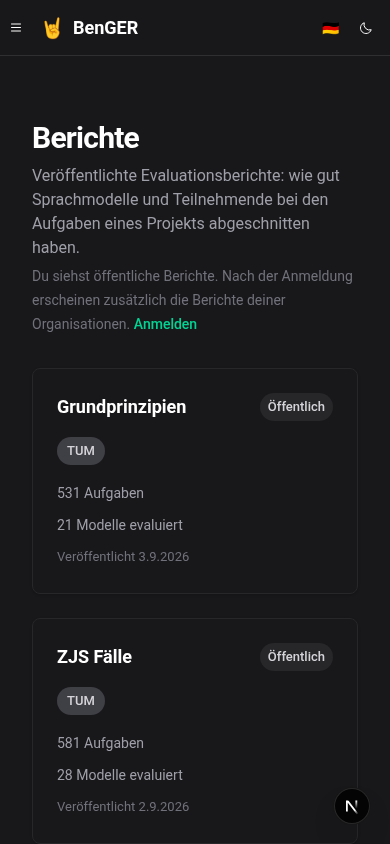 BenGER
Berichte
Veröffentlichte Evaluationsberichte: wie gut
Sprachmodelle und Teilnehmende bei den
Aufgaben eines Projekts abgeschnitten
haben.
Du siehst öffentliche Berichte. Nach der Anmeldung
erscheinen zusätzlich die Berichte deiner
Organisationen. Anmelden
Grundprinzipien
Öffentlich
TUM
531 Aufgaben
21 Modelle evaluiert
Veröffentlicht 3.9.2026
ZJS Fälle
Öffentlich
TUM
581 Aufgaben
28 Modelle evaluiert
Veröffentlicht 2.9.2026
N